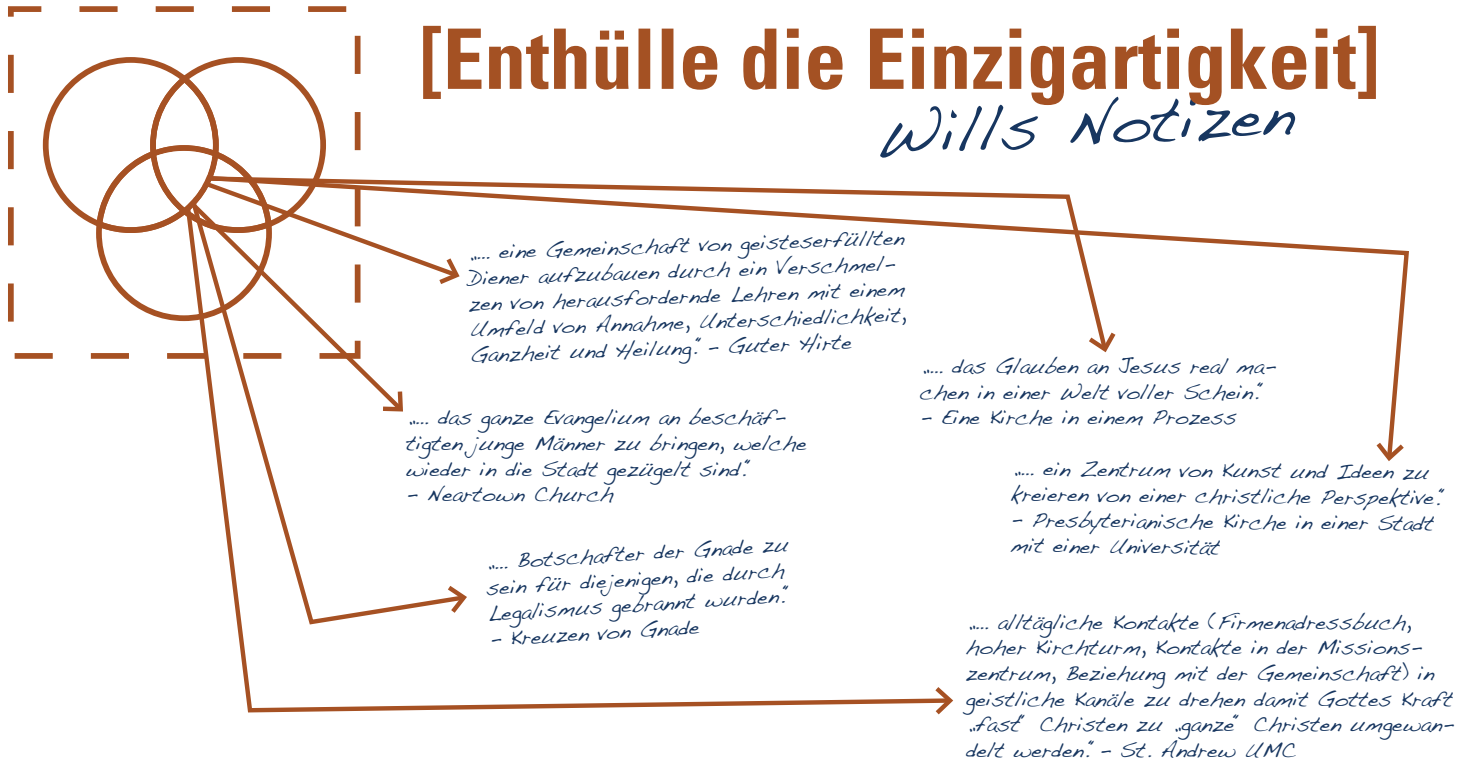 [Enthülle die Einzigartigkeit]
Wills Notizen
„... eine Gemeinschaft von geisteserfüllten
Diener aufzubauen durch ein Verschmel-
zen von herausfordernde Lehren mit einem
Umfeld von Annahme, Unterschiedlichkeit,
Ganzheit und Heilung.“ - Guter Hirte
„... das Glauben an Jesus real ma-
chen in einer Welt voller Schein.“
- Eine Kirche in einem Prozess
„... das ganze Evangelium an beschäf-
tigten junge Männer zu bringen, welche
wieder in die Stadt gezügelt sind.“
- Neartown Church
„... ein Zentrum von Kunst und Ideen zu
kreieren von einer christliche Perspektive.“
- Presbyterianische Kirche in einer Stadt
mit einer Universität
„... Botschafter der Gnade zu
sein für diejenigen, die durch
Legalismus gebrannt wurden.“
- Kreuzen von Gnade
„... alltägliche Kontakte (Firmenadressbuch,
hoher Kirchturm, Kontakte in der Missions-
zentrum, Beziehung mit der Gemeinschaft) in
geistliche Kanäle zu drehen damit Gottes Kraft
„fast“ Christen zu „ganze“ Christen umgewan-
delt werden.“ - St. Andrew UMC